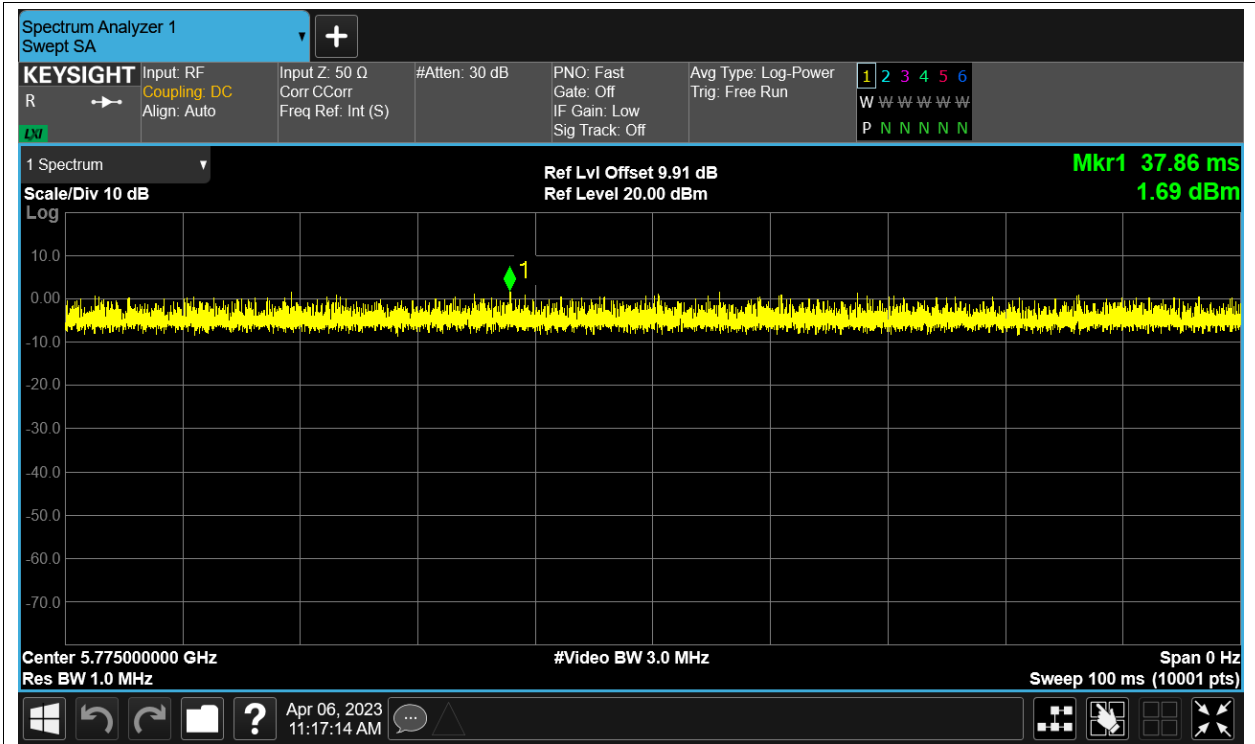 Spectrum Analyzer 1
Swept SA
KEYSIGHT
R
LXI
Input: RF
Coupling: DC
Align: Auto
Input Z: 50 Ω
Corr CCorr
Freq Ref: Int (S)
#Atten: 30 dB
PNO: Fast
Gate: Off
IF Gain: Low
Sig Track: Off
Avg Type: Log-Power
Trig: Free Run
1 2 3 4 5 6
W W W W W W
P N N N N N
1 Spectrum
Scale/Div 10 dB
Ref Lvl Offset 9.91 dB
Ref Level 20.00 dBm
Mkr1 37.86 ms
1.69 dBm
Log
10.0
1
0.00
-10.0
-20.0
-30.0
-40.0
-50.0
-60.0
-70.0
Center 5.775000000 GHz
#Video BW 3.0 MHz
Span 0 Hz
Res BW 1.0 MHz
Sweep 100 ms (10001 pts)
?
Apr 06, 2023
11:17:14 AM